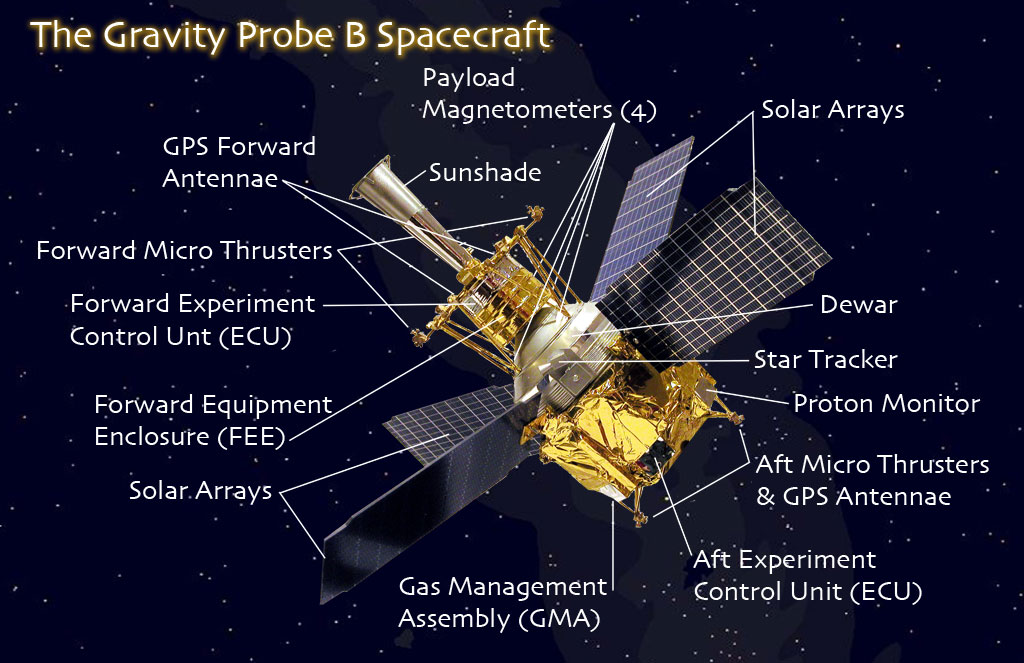 The Gravity Probe B Spacecraft
Payload
Magnetometers (4)
Solar Arrays
GPS Forward
Antennae
Sunshade
Forward Micro Thrusters
Forward Experiment
Control Unt (ECU)
Dewar
Star Tracker
Forward Equipment
Enclosure (FEE)
Proton Monitor
Solar Arrays
Aft Micro Thrusters
& GPS Antennae
Aft Experiment
Control Unit (ECU)
Gas Management
Assembly (GMA)